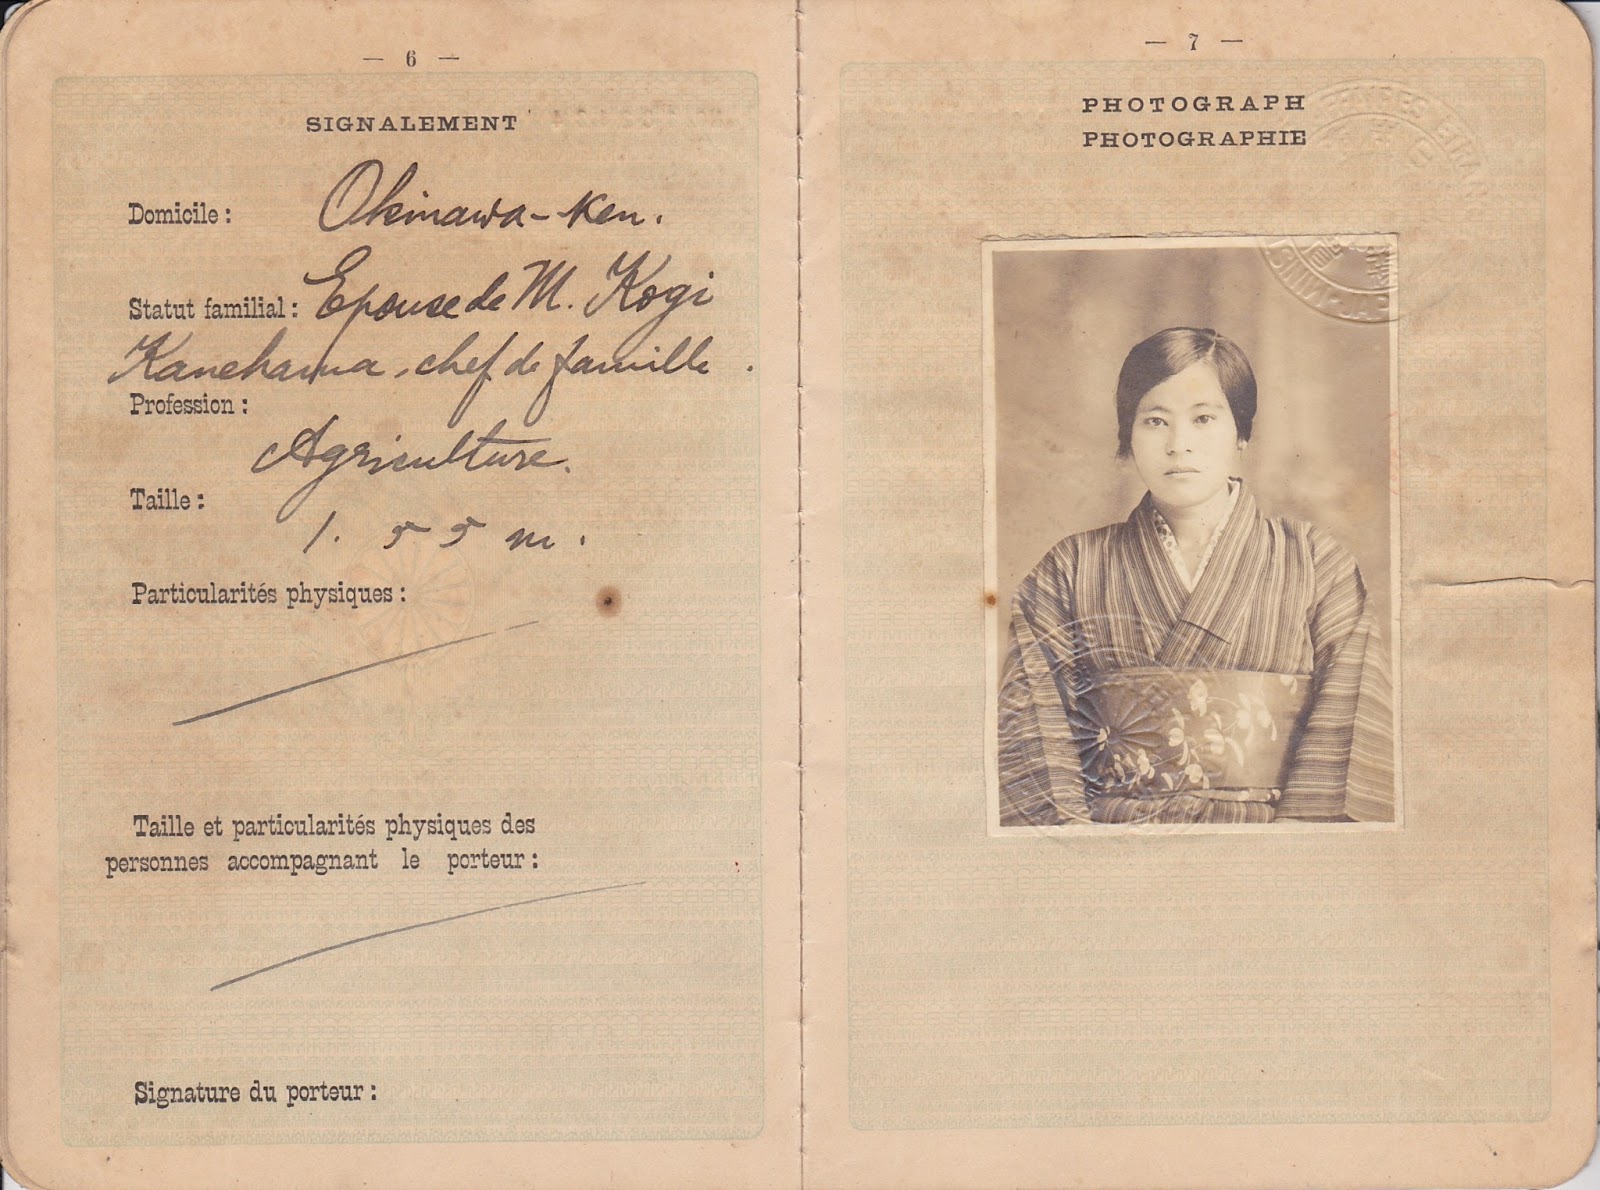 — 6 —
SIGNALEMENT
Domicile: Okinawa-Ken.
Statut familial: Epouse de M. Kogi
Kanehama, chef de famille.
Profession:
Agriculture.
Taille:
1.55 m.
Particularités physiques:
Taille et particularités physiques des
personnes accompagnant le porteur:
Signature du porteur:
— 7 —
PHOTOGRAPH
PHOTOGRAPHIE